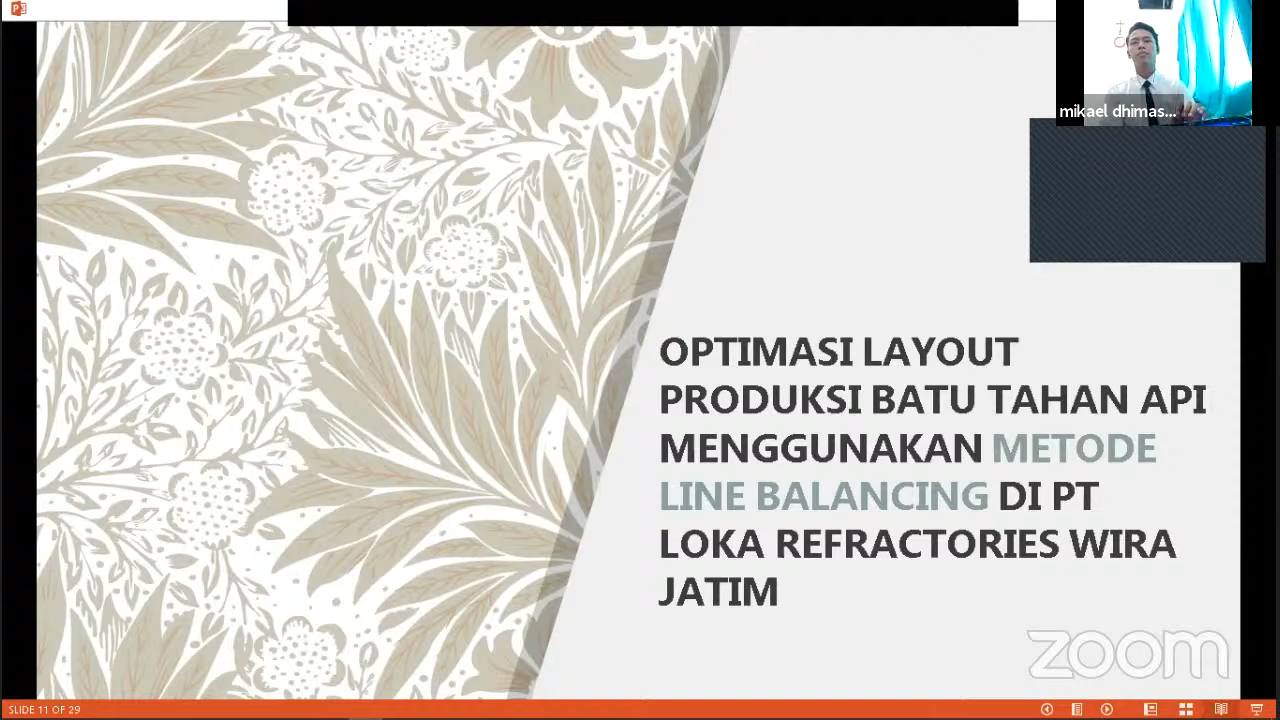 mikael dhimas...
OPTIMASI LAYOUT
PRODUKSI BATU TAHAN API
MENGGUNAKAN METODE
LINE BALANCING DI PT
LOKA REFRACTORIES WIRA
JATIM
zoom
SLIDE 11 OF 29